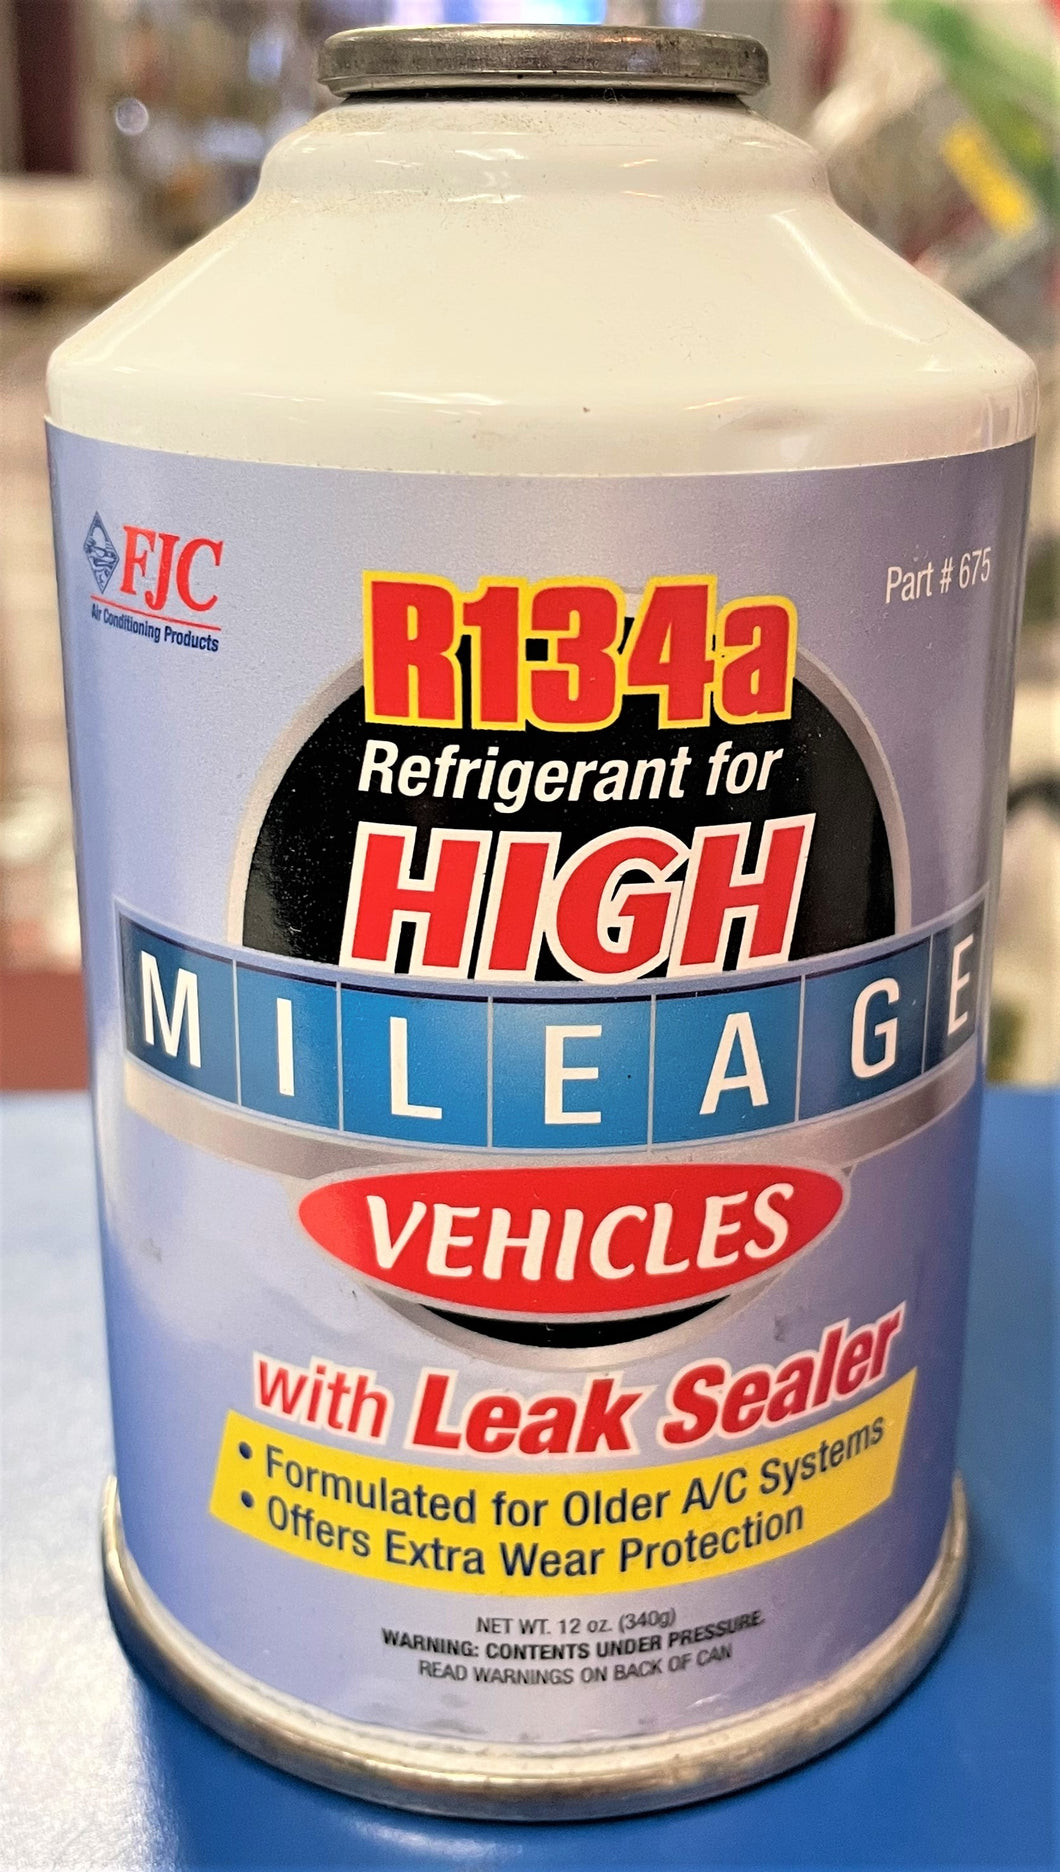 FJC
Air Conditioning Products
Part # 675
R134a
Refrigerant for
HIGH
MILEAGE
VEHICLES
with Leak Sealer
• Formulated for Older A/C Systems
• Offers Extra Wear Protection
NET WT. 12 oz. (340g)
WARNING: CONTENTS UNDER PRESSURE.
READ WARNINGS ON BACK OF CAN